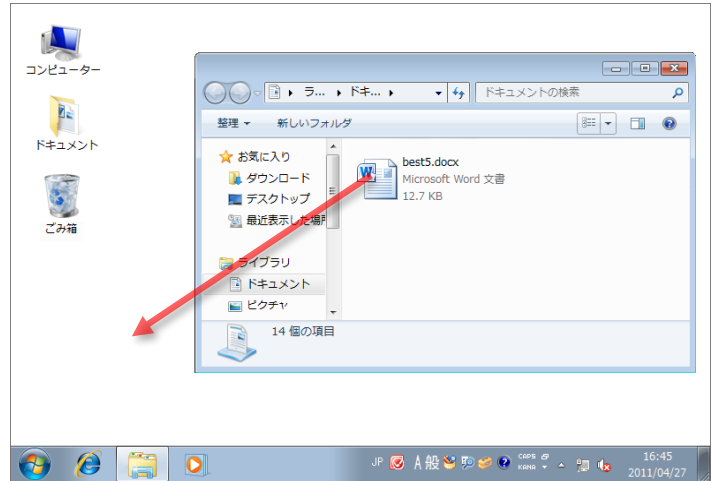 コンピューター
ドキュメント
ごみ箱
ラ... ドキ...
ドキュメントの検索
整理
新しいフォルダ
お気に入り
ダウンロード
デスクトップ
最近表示した場所
ライブラリ
ドキュメント
ピクチャ
best5.docx
Microsoft Word 文書
12.7 KB
14 個の項目
JP A 般 CAPS KANA
16:45
2011/04/27